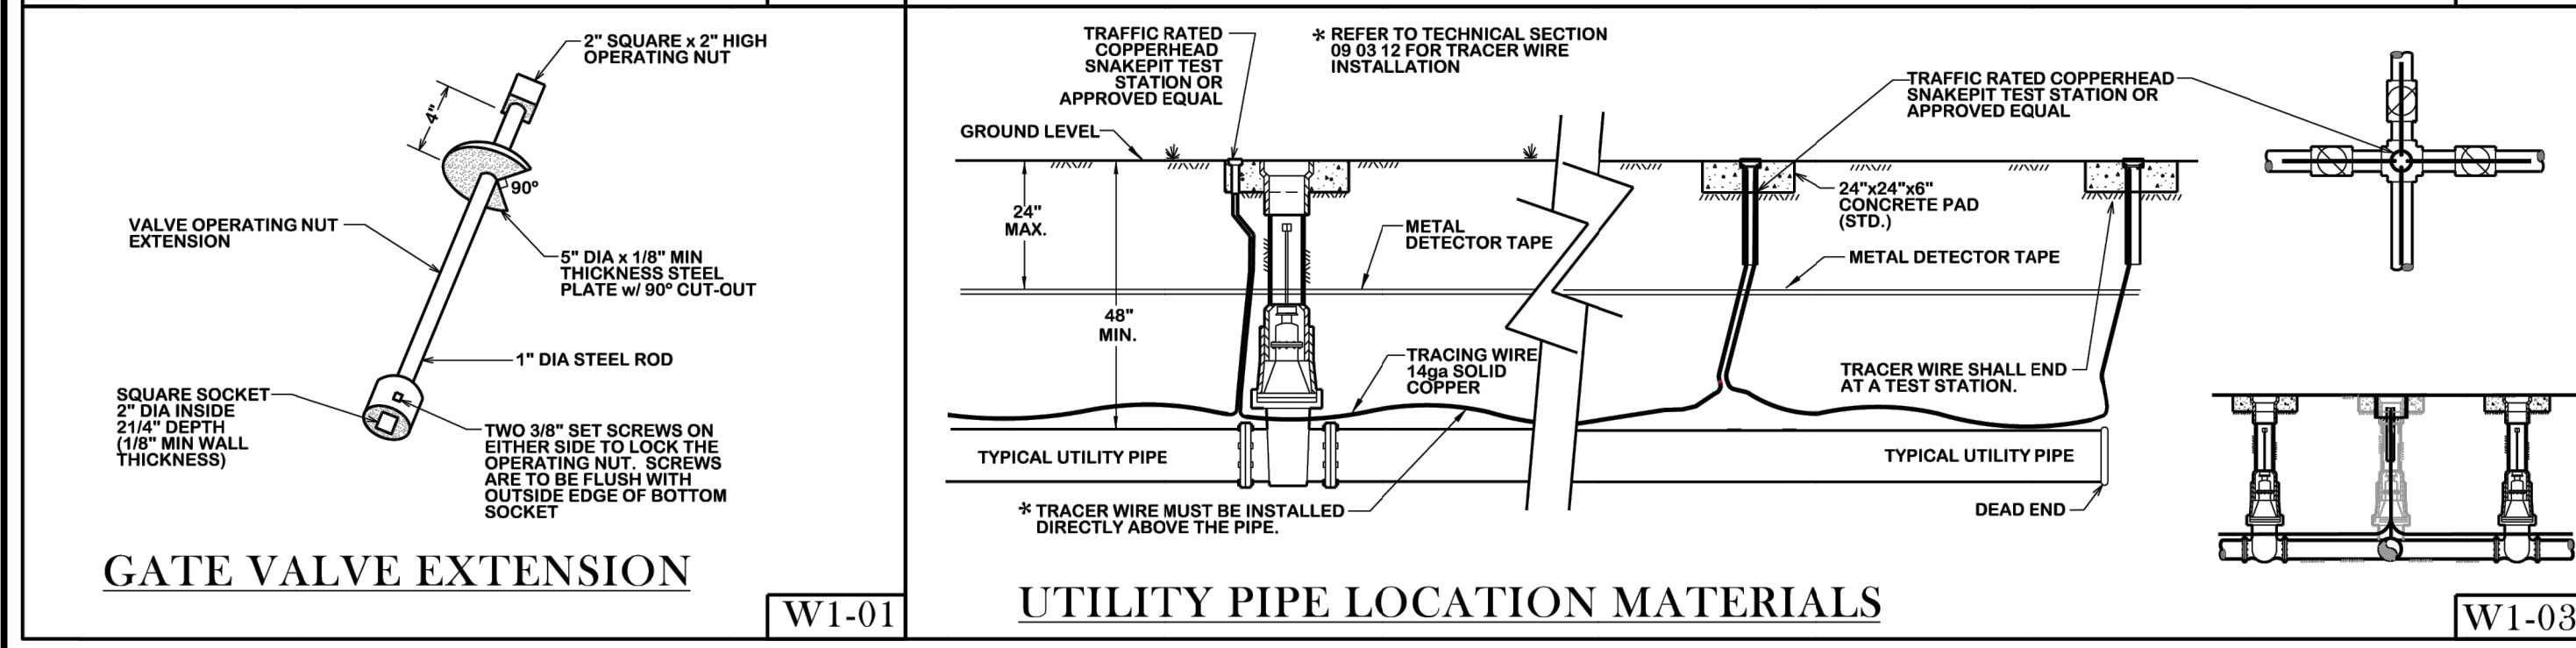 2" SQUARE x 2" HIGH
OPERATING NUT
4"
90º
VALVE OPERATING NUT
EXTENSION
5" DIA x 1/8" MIN
THICKNESS STEEL
PLATE w/ 90º CUT-OUT
1" DIA STEEL ROD
SQUARE SOCKET
2" DIA INSIDE
21/4" DEPTH
(1/8" MIN WALL
THICKNESS)
TWO 3/8" SET SCREWS ON
EITHER SIDE TO LOCK THE
OPERATING NUT. SCREWS
ARE TO BE FLUSH WITH
OUTSIDE EDGE OF BOTTOM
SOCKET
GATE VALVE EXTENSION
W1-01
TRAFFIC RATED
COPPERHEAD
SNAKEPIT TEST
STATION OR
APPROVED EQUAL
* REFER TO TECHNICAL SECTION
09 03 12 FOR TRACER WIRE
INSTALLATION
TRAFFIC RATED COPPERHEAD
SNAKEPIT TEST STATION OR
APPROVED EQUAL
GROUND LEVEL
24"
MAX.
48"
MIN.
METAL
DETECTOR TAPE
24"x24"x6"
CONCRETE PAD
(STD.)
METAL DETECTOR TAPE
TRACING WIRE
14ga SOLID
COPPER
TRACER WIRE SHALL END
AT A TEST STATION.
TYPICAL UTILITY PIPE
TYPICAL UTILITY PIPE
* TRACER WIRE MUST BE INSTALLED
DIRECTLY ABOVE THE PIPE.
DEAD END
UTILITY PIPE LOCATION MATERIALS
W1-03